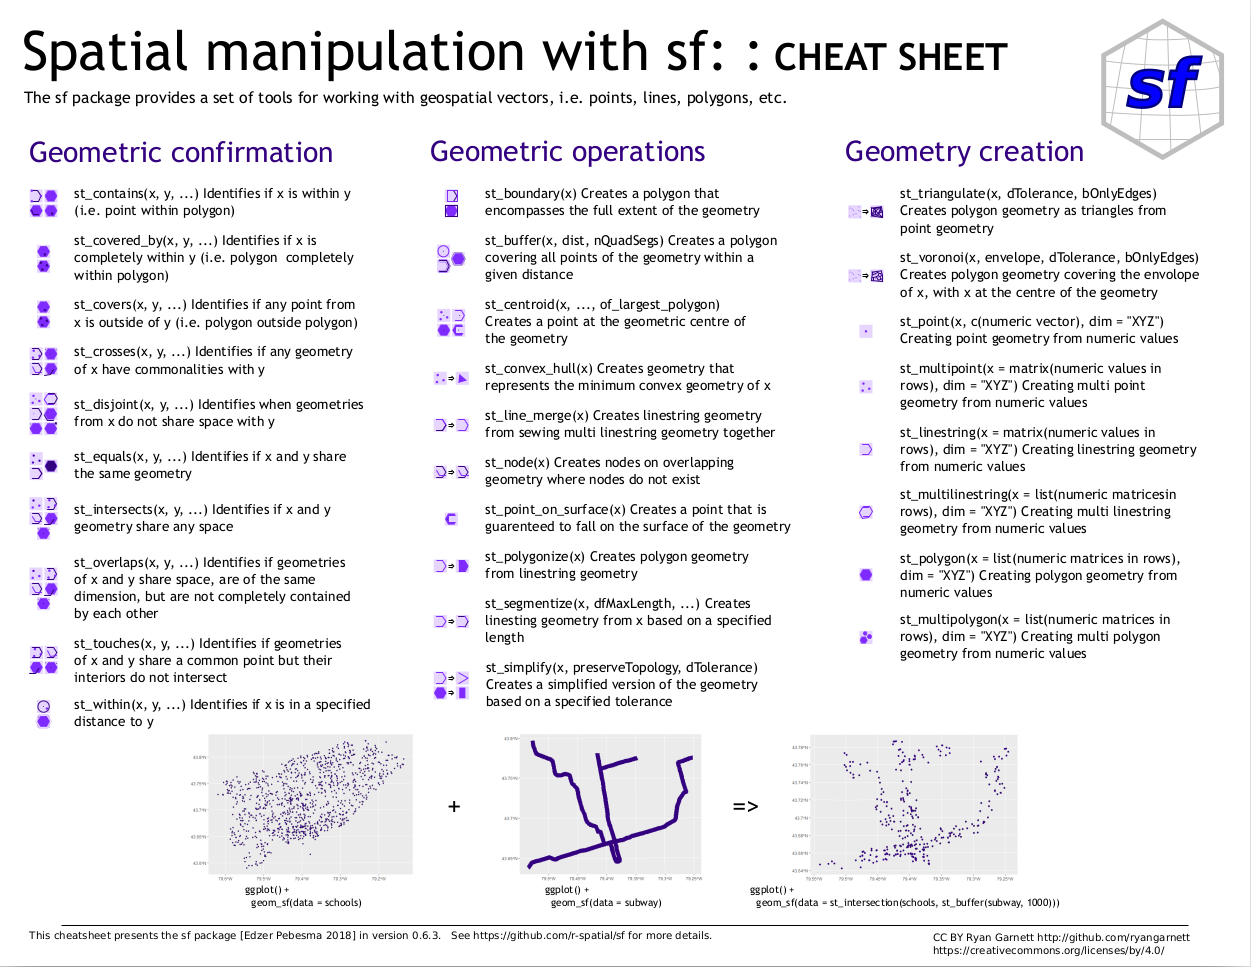 Spatial manipulation with sf: : CHEAT SHEET
The sf package provides a set of tools for working with geospatial vectors, i.e. points, lines, polygons, etc.
sf
Geometric confirmation
st_contains(x, y, ...) Identifies if x is within y
(i.e. point within polygon)
st_covered_by(x, y, ...) Identifies if x is
completely within y (i.e. polygon completely
within polygon)
st_covers(x, y, ...) Identifies if any point from
x is outside of y (i.e. polygon outside polygon)
st_crosses(x, y, ...) Identifies if any geometry
of x have commonalities with y
st_disjoint(x, y, ...) Identifies when geometries
from x do not share space with y
st_equals(x, y, ...) Identifies if x and y share
the same geometry
st_intersects(x, y, ...) Identifies if x and y
geometry share any space
st_overlaps(x, y, ...) Identifies if geometries
of x and y share space, are of the same
dimension, but are not completely contained
by each other
st_touches(x, y, ...) Identifies if geometries
of x and y share a common point but their
interiors do not intersect
st_within(x, y, ...) Identifies if x is in a specified
distance to y
Geometric operations
st_boundary(x) Creates a polygon that
encompasses the full extent of the geometry
st_buffer(x, dist, nQuadSegs) Creates a polygon
covering all points of the geometry within a
given distance
st_centroid(x, ..., of_largest_polygon)
Creates a point at the geometric centre of
the geometry
st_convex_hull(x) Creates geometry that
represents the minimum convex geometry of x
st_line_merge(x) Creates linestring geometry
from sewing multi linestring geometry together
st_node(x) Creates nodes on overlapping
geometry where nodes do not exist
st_point_on_surface(x) Creates a point that is
guarenteed to fall on the surface of the geometry
st_polygonize(x) Creates polygon geometry
from linestring geometry
st_segmentize(x, dfMaxLength, ...) Creates
linesting geometry from x based on a specified
length
st_simplify(x, preserveTopology, dTolerance)
Creates a simplified version of the geometry
based on a specified tolerance
Geometry creation
st_triangulate(x, dTolerance, bOnlyEdges)
Creates polygon geometry as triangles from
point geometry
st_voronoi(x, envelope, dTolerance, bOnlyEdges)
Creates polygon geometry covering the envolope
of x, with x at the centre of the geometry
st_point(x, c(numeric vector), dim = "XYZ")
Creating point geometry from numeric values
st_multipoint(x = matrix(numeric values in
rows), dim = "XYZ") Creating multi point
geometry from numeric values
st_linestring(x = matrix(numeric values in
rows), dim = "XYZ") Creating linestring geometry
from numeric values
st_multilinestring(x = list(numeric matricesin
rows), dim = "XYZ") Creating multi linestring
geometry from numeric values
st_polygon(x = list(numeric matrices in rows),
dim = "XYZ") Creating polygon geometry from
numeric values
st_multipolygon(x = list(numeric matrices in
rows), dim = "XYZ") Creating multi polygon
geometry from numeric values
+
=>
ggplot() +
geom_sf(data = schools)
ggplot() +
geom_sf(data = subway)
ggplot() +
geom_sf(data = st_intersection(schools, st_buffer(subway, 1000)))
This cheatsheet presents the sf package [Edzer Pebesma 2018] in version 0.6.3. See https://github.com/r-spatial/sf for more details.
CC BY Ryan Garnett http://github.com/ryangarnett
https://creativecommons.org/licenses/by/4.0/